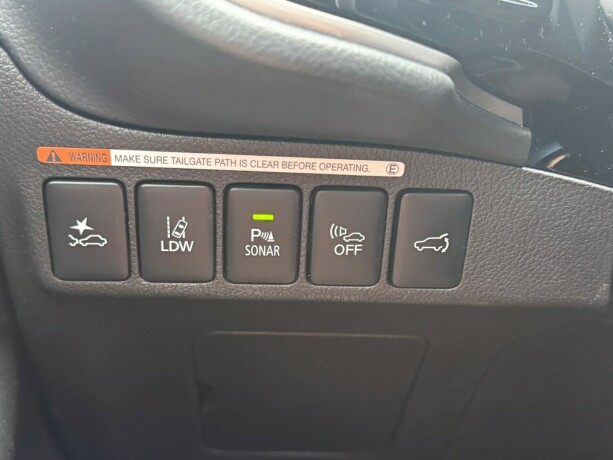 WARNING MAKE SURE TAILGATE PATH IS CLEAR BEFORE OPERATING. E
LDW
P
SONAR
OFF